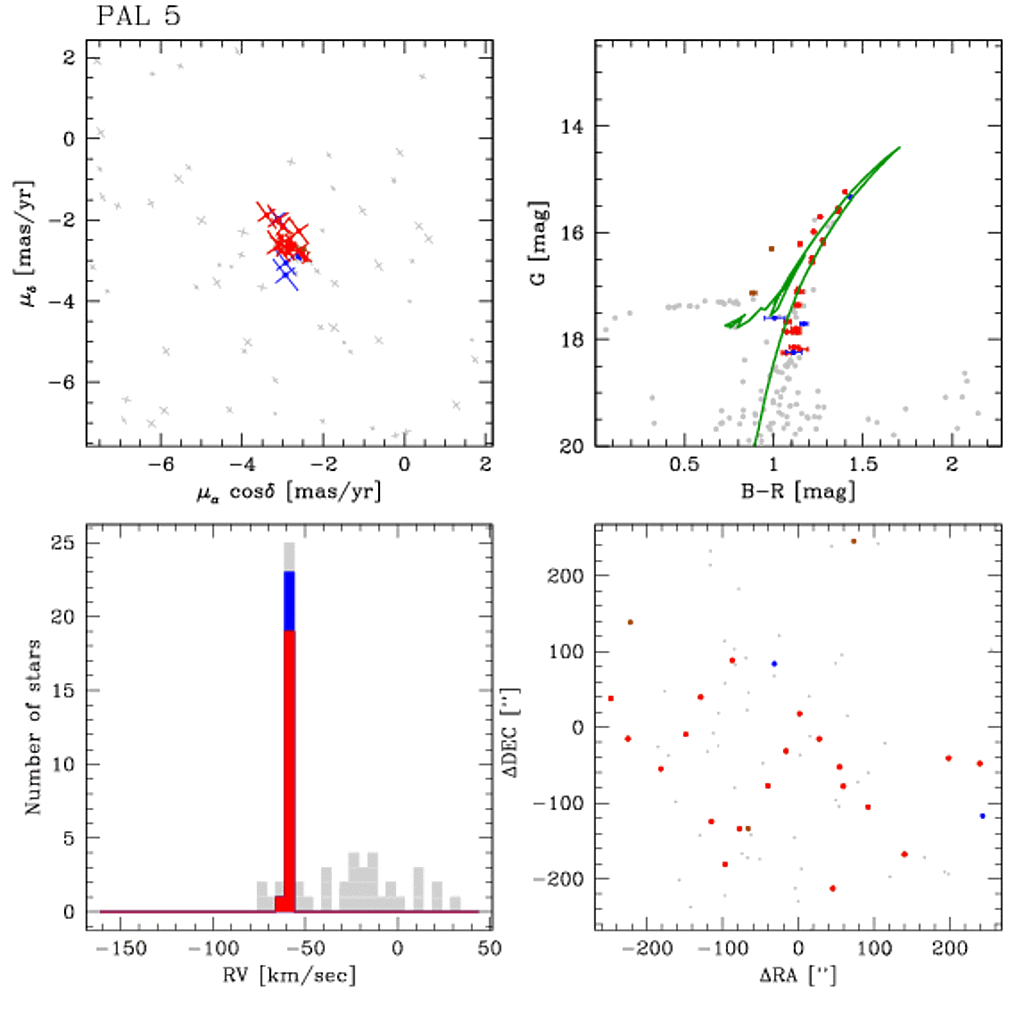 PAL 5
2
0
−2
−4
−6
μδ [mas/yr]
−6 −4 −2 0 2
μα cosδ [mas/yr]
14
16
18
20
G [mag]
0.5 1 1.5 2
B−R [mag]
25
20
15
10
5
0
Number of stars
−150 −100 −50 0 50
RV [km/sec]
200
100
0
−100
−200
ΔDEC ["]
−200 −100 0 100 200
ΔRA ["]